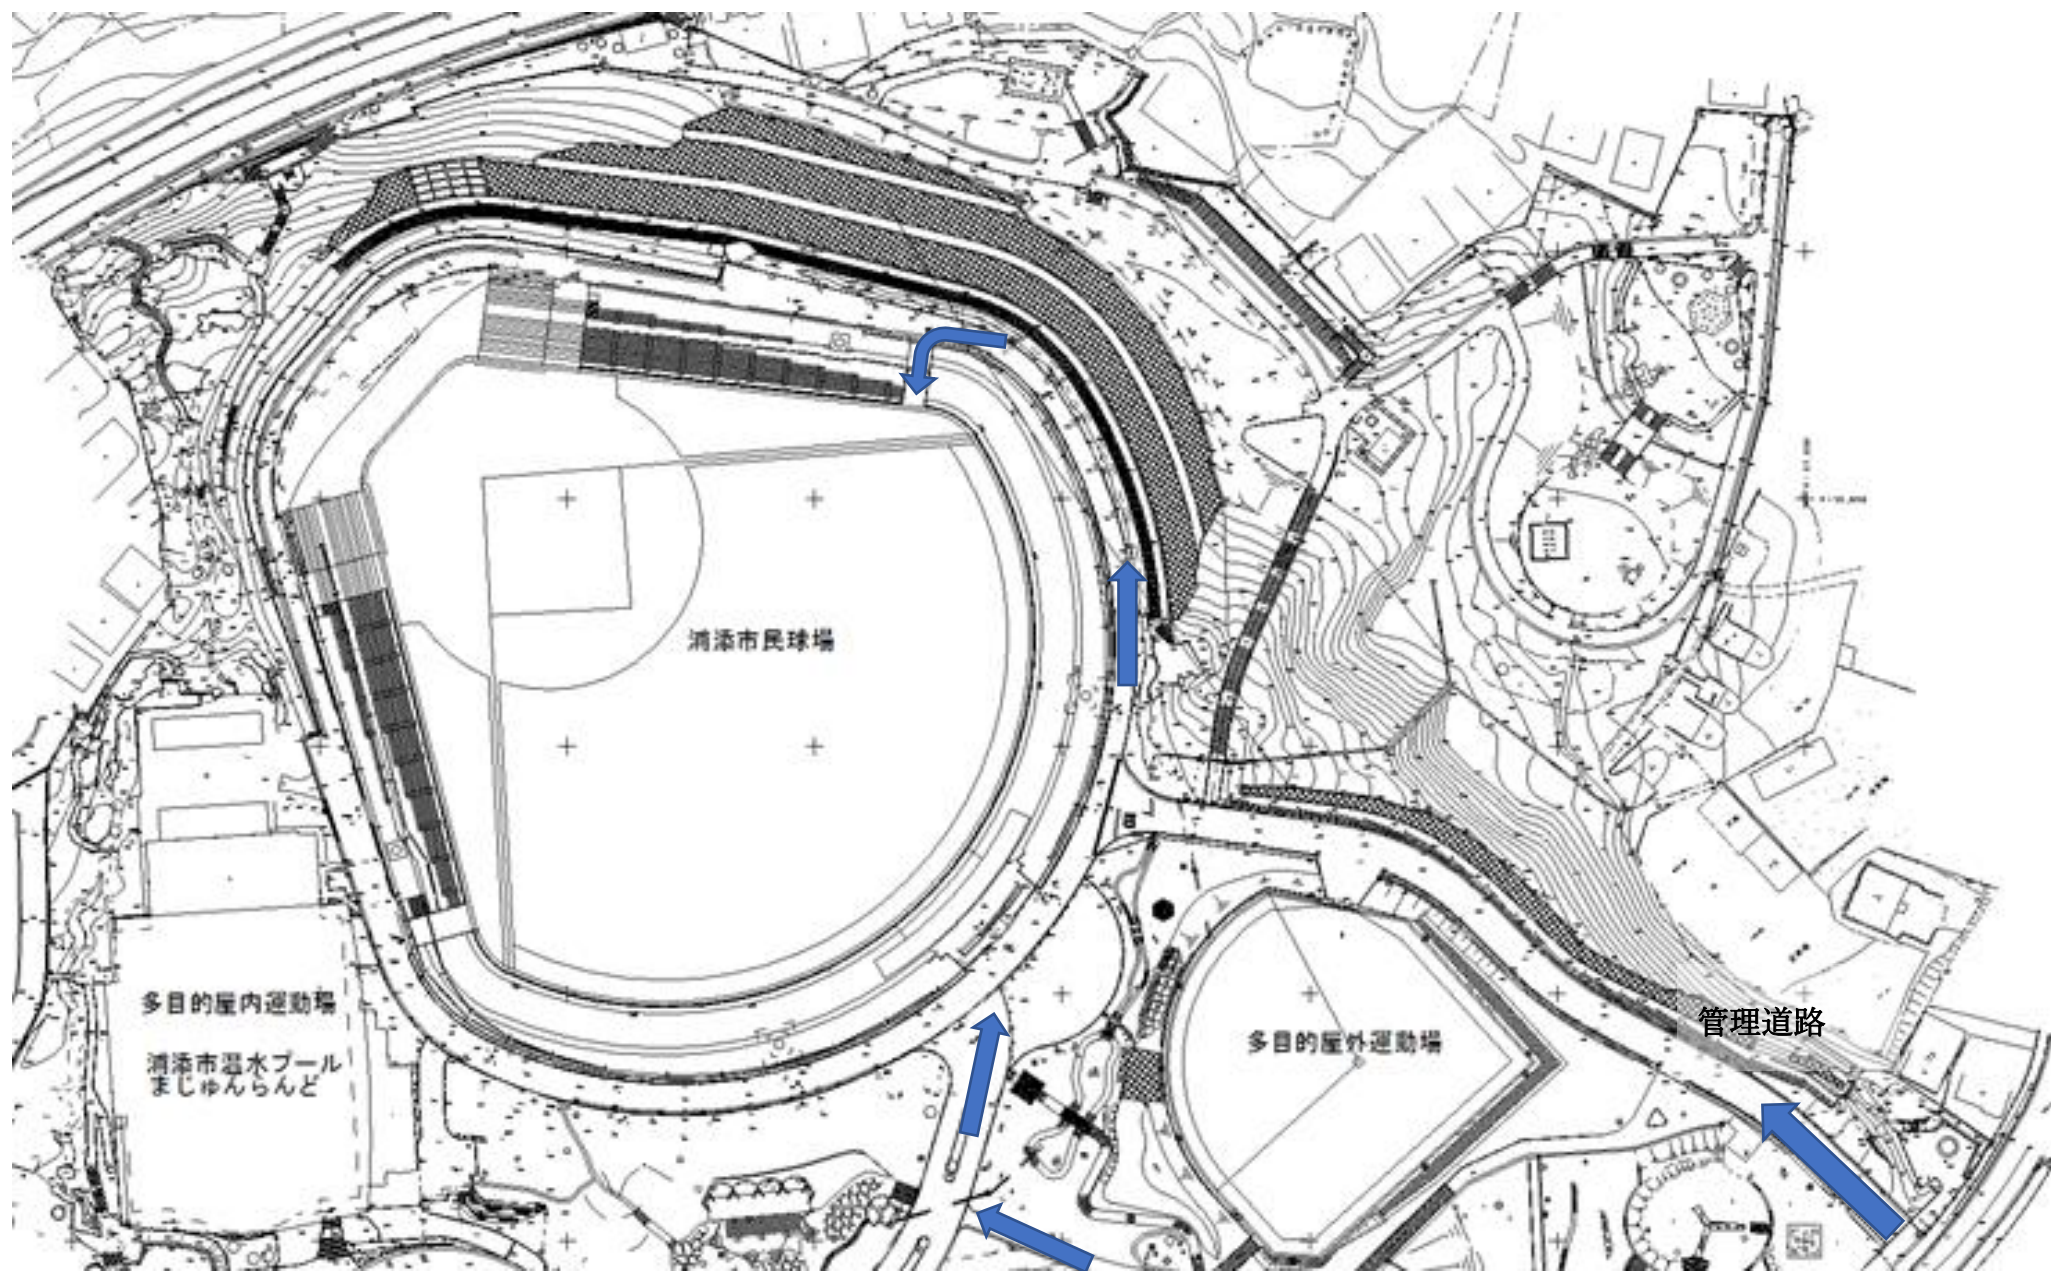 浦添市民球場
多目的屋内運動場
浦添市温水プール
まじゅんらんど
多目的屋外運動場
管理道路